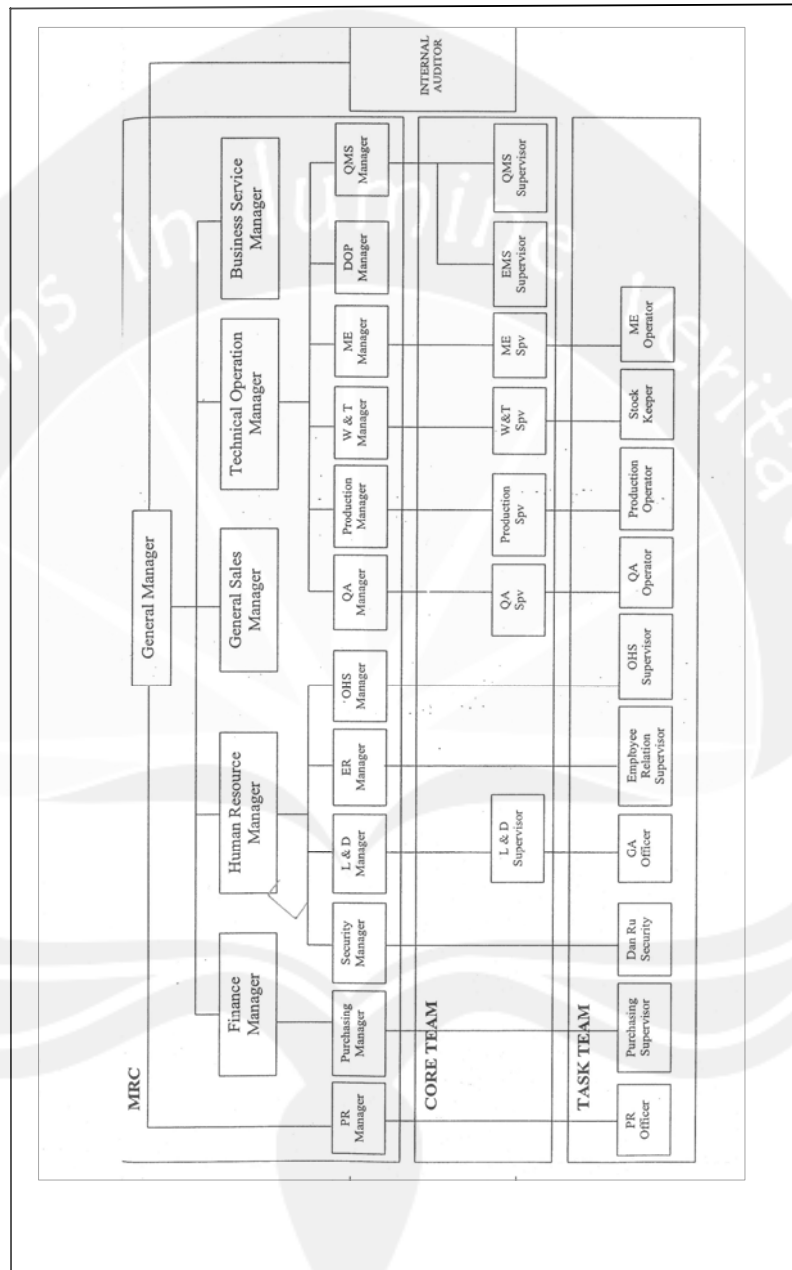 MRC
General Manager
Finance
Manager
Human Resource
Manager
General Sales
Manager
Technical Operation
Manager
Business Service
Manager
PR
Manager
Purchasing
Manager
Security
Manager
L & D
Manager
ER
Manager
OHS
Manager
QA
Manager
Production
Manager
W & T
Manager
ME
Manager
DOP
Manager
QMS
Manager
INTERNAL
AUDITOR
CORE TEAM
L & D
Supervisor
QA
Spv
Production
Spv
W&T
Spv
ME
Spv
EMS
Supervisor
QMS
Supervisor
TASK TEAM
PR
Officer
Purchasing
Supervisor
Dan Ru
Security
GA
Officer
Employee
Relation
Supervisor
OHS
Supervisor
QA
Operator
Production
Operator
Stock
Keeper
ME
Operator
ns in lumine verita